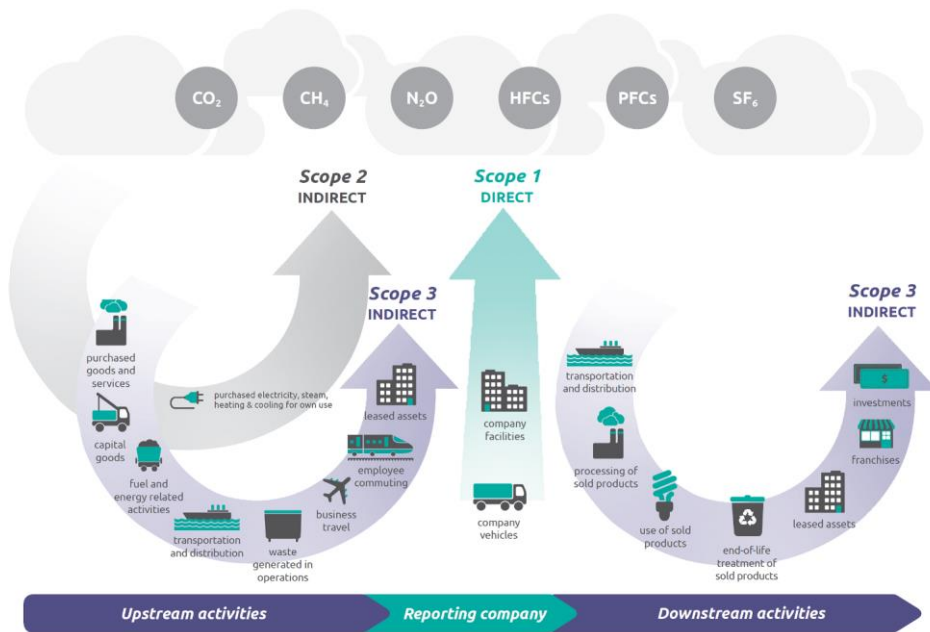 CO₂
CH₄
N₂O
HFCs
PFCs
SF₆
Scope 2
INDIRECT
Scope 1
DIRECT
Scope 3
INDIRECT
Scope 3
INDIRECT
purchased
goods and
services
capital
goods
fuel and
energy related
activities
transportation
and distribution
waste
generated in
operations
business
travel
employee
commuting
leased assets
purchased electricity, steam,
heating & cooling for own use
company
facilities
company
vehicles
transportation
and distribution
processing of
sold products
use of sold
products
end-of-life
treatment of
sold products
leased assets
franchises
$
investments
Upstream activities
Reporting company
Downstream activities